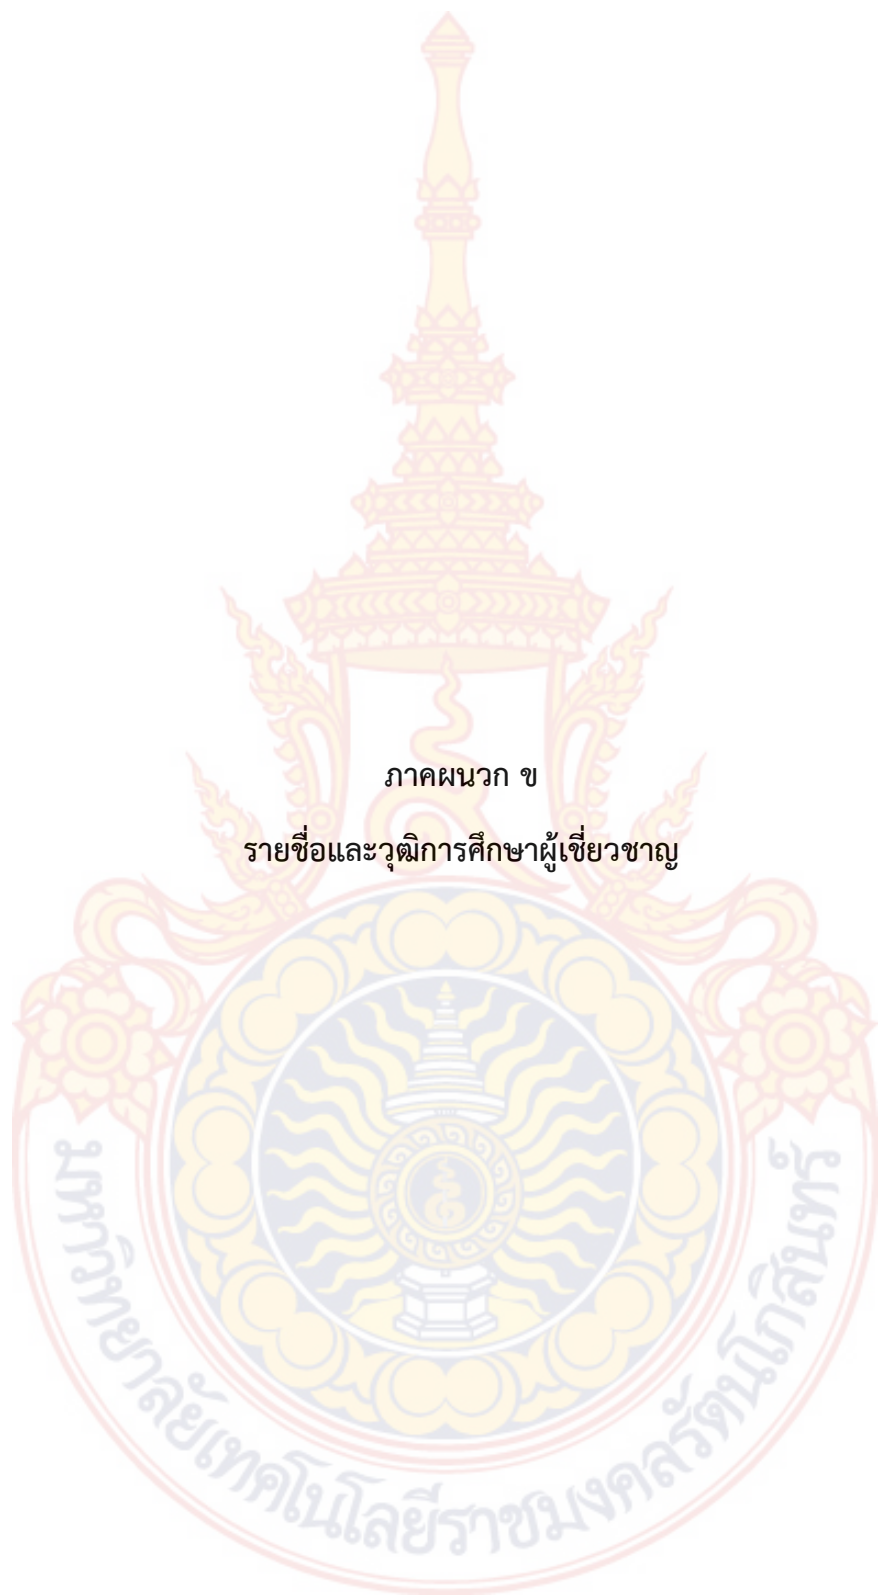 ภาคผนวก ข
รายชื่อและวุฒิการศึกษาผู้เชี่ยวชาญ
มหาวิทยาลัยเทคโนโลยีราชมงคลรัตนโกสินทร์